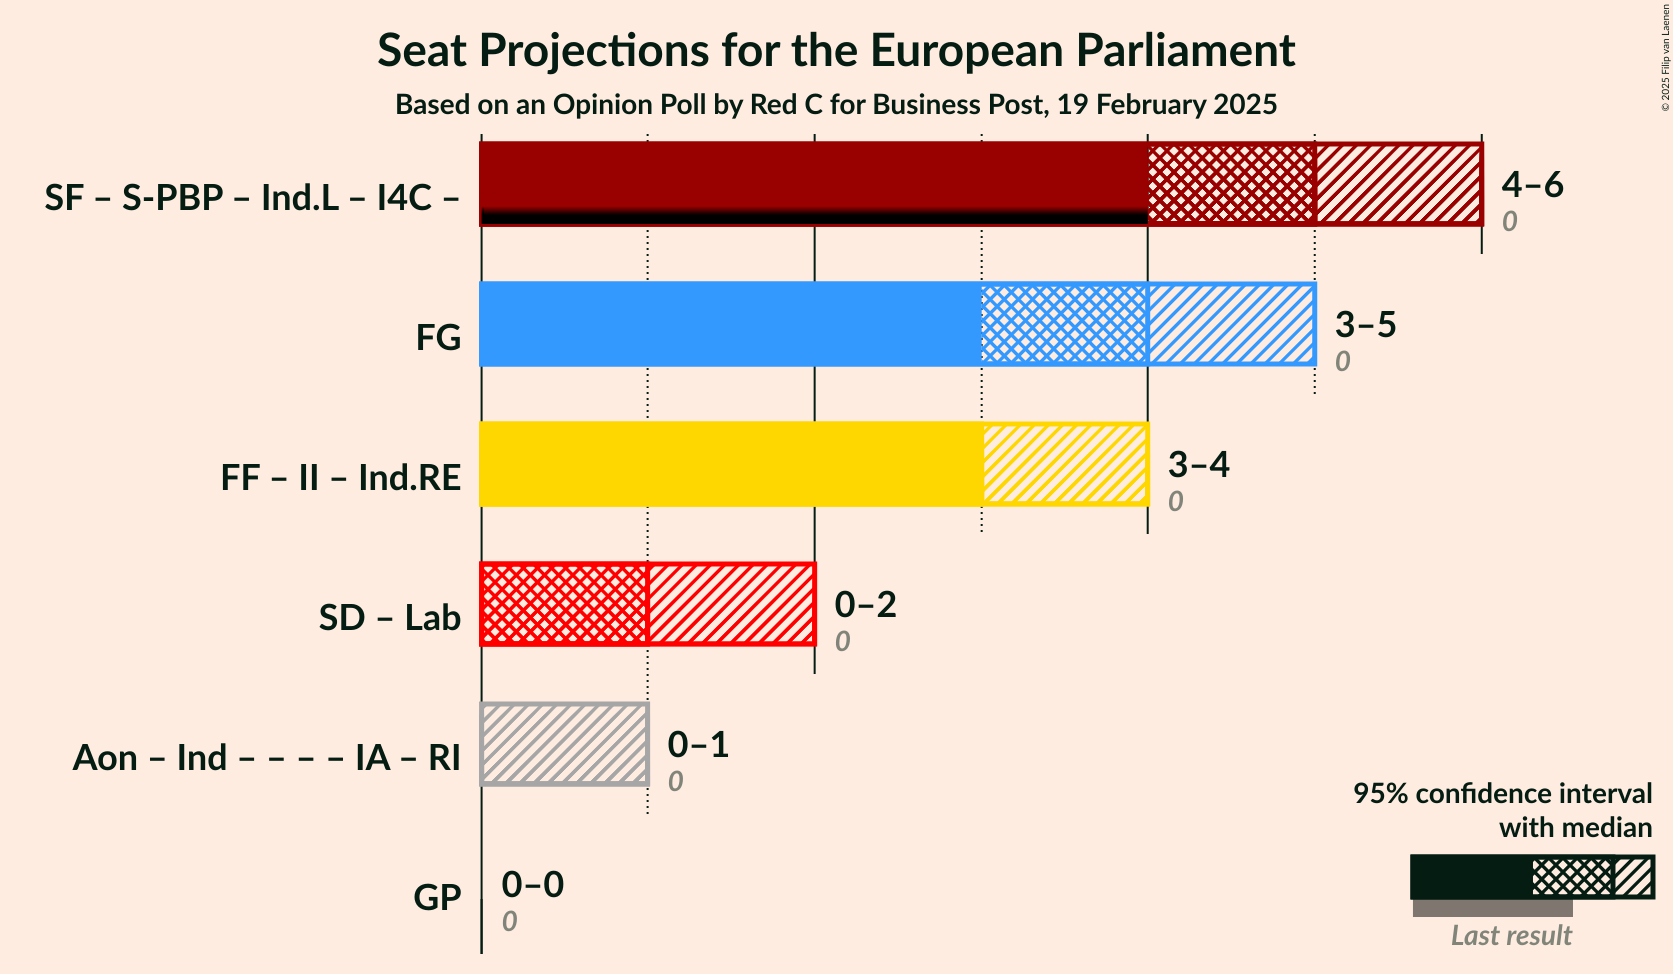 Seat Projections for the European Parliament
Based on an Opinion Poll by Red C for Business Post, 19 February 2025
© 2025 Filip van Laenen
SF – S-PBP – Ind.L – I4C –
4–6
0
FG
3–5
0
FF – II – Ind.RE
3–4
0
SD – Lab
0–2
0
Aon – Ind – – – – IA – RI
0–1
0
GP
0–0
0
95% confidence interval
with median
Last result